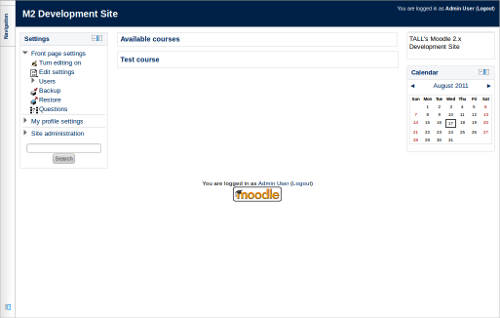 Navigation
M2 Development Site
You are logged in as Admin User (Logout)
Settings
Front page settings
Turn editing on
Edit settings
Users
Backup
Restore
Questions
My profile settings
Site administration
Search
Available courses
Test course
TALL's Moodle 2.x
Development Site
Calendar
◄ August 2011 ►
Sun Mon Tue Wed Thu Fri Sat
1 2 3 4 5 6
7 8 9 10 11 12 13
14 15 16 17 18 19 20
21 22 23 24 25 26 27
28 29 30 31
You are logged in as Admin User (Logout)
moodle